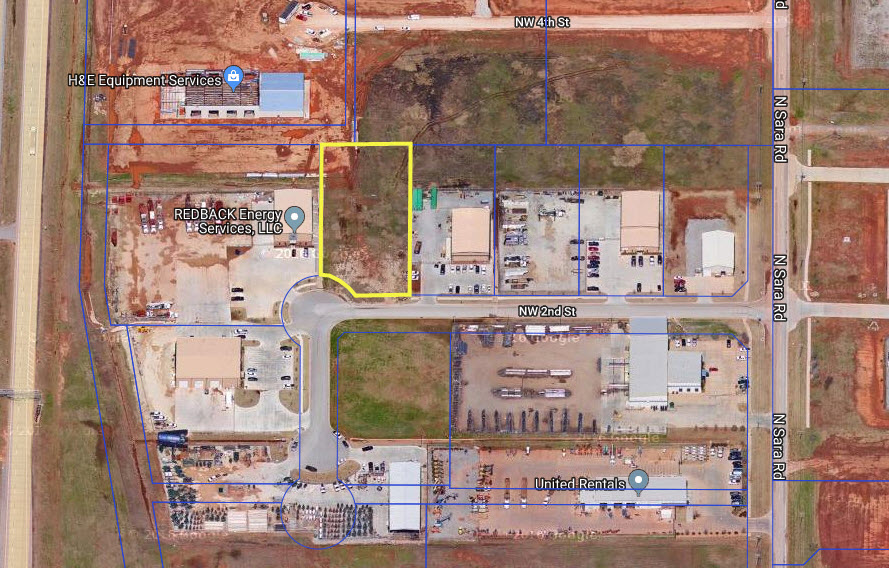 NW 4th St
H&E Equipment Services
N Sara Rd
REDBACK Energy
Services, LLC
N Sara Rd
NW 2nd St
N Sara Rd
United Rentals